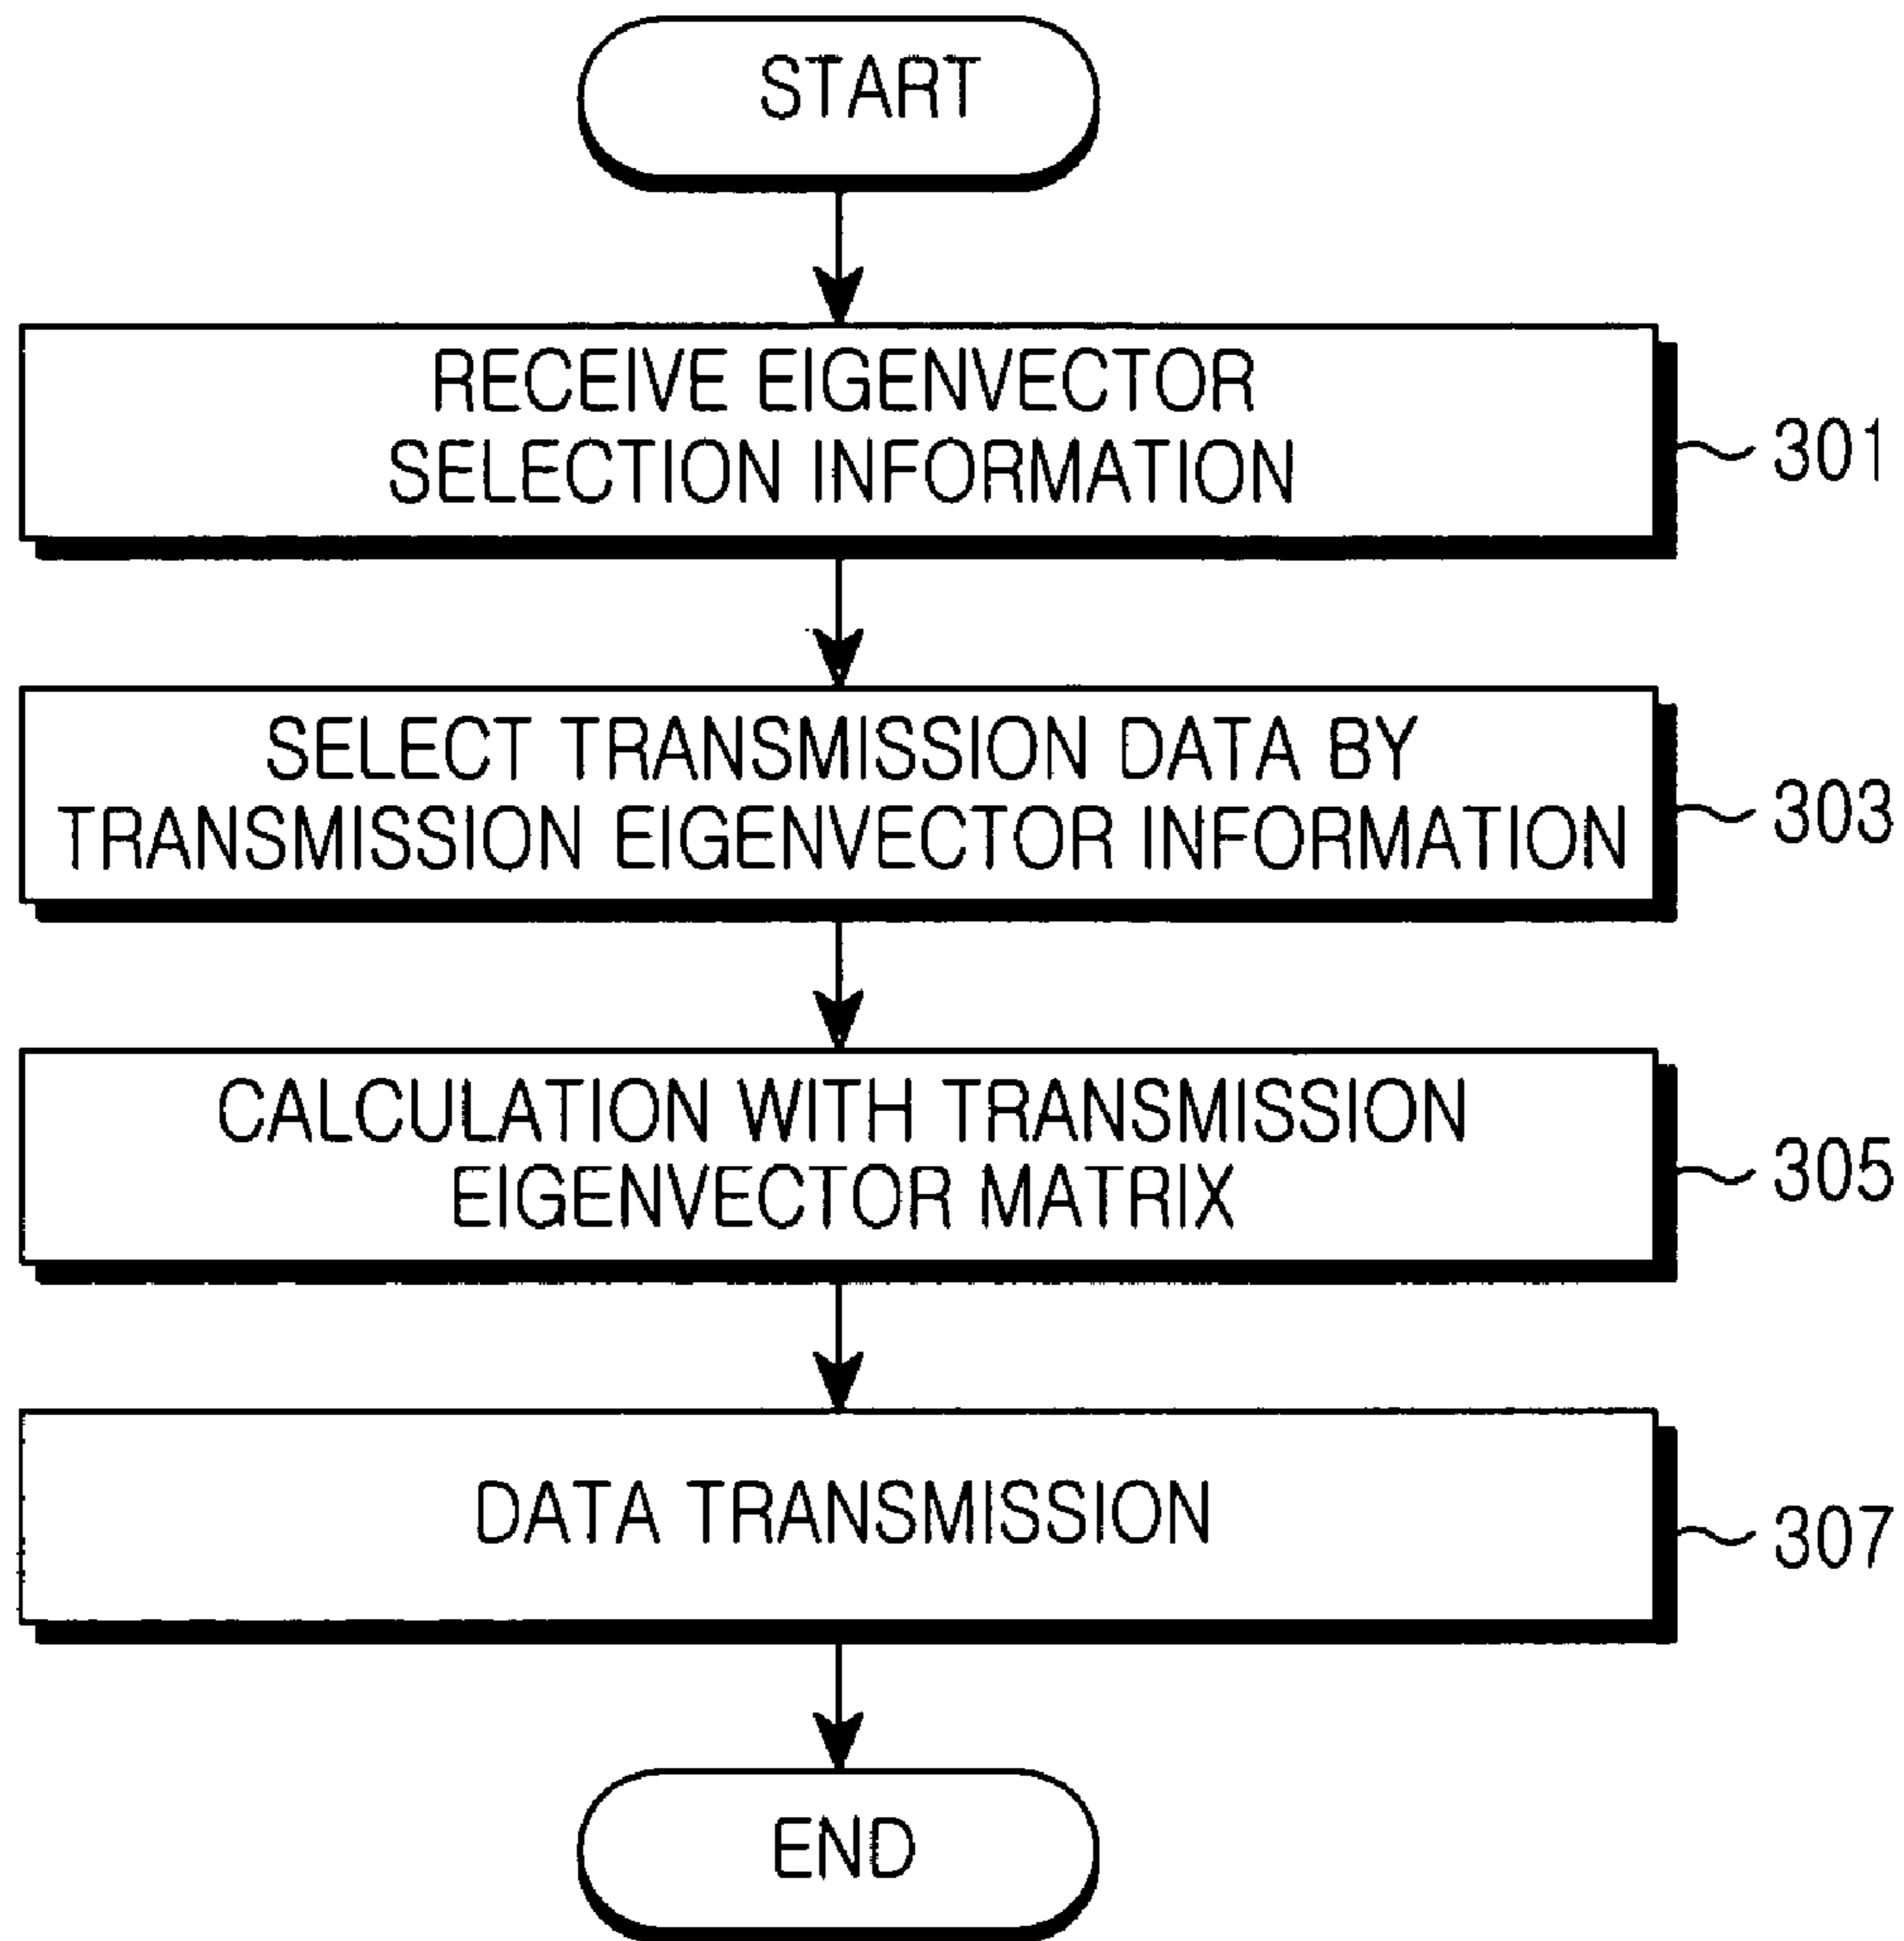 START
RECEIVE EIGENVECTOR
SELECTION INFORMATION
301
SELECT TRANSMISSION DATA BY
TRANSMISSION EIGENVECTOR INFORMATION
303
CALCULATION WITH TRANSMISSION
EIGENVECTOR MATRIX
305
DATA TRANSMISSION
307
END